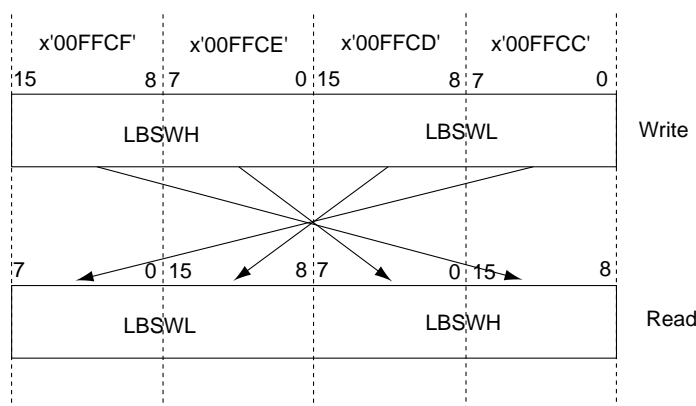 x'00FFCF' x'00FFCE' x'00FFCD' x'00FFCC'
15 8 7 0 15 8 7 0
LBSWH LBSWL Write
7 0 15 8 7 0 15 8
LBSWL LBSWH Read